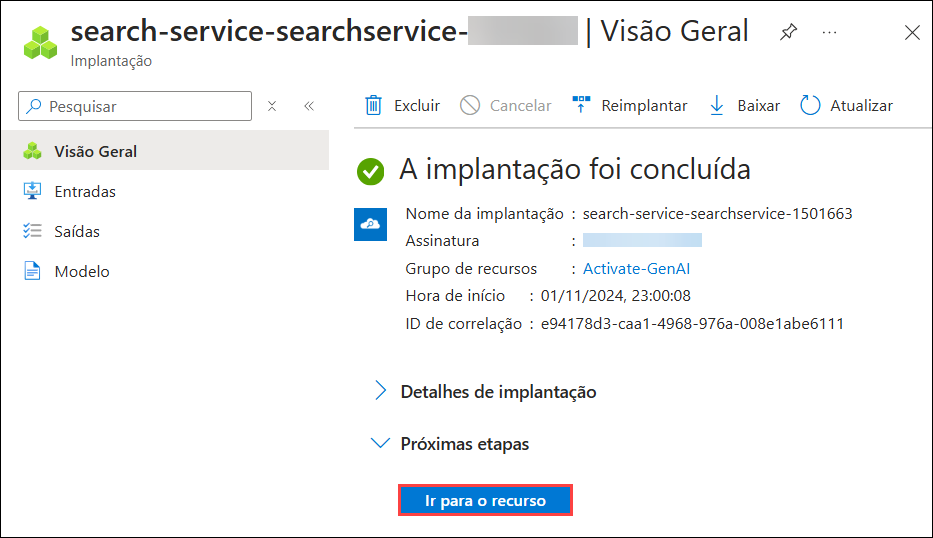 search-service-searchservice- | Visão Geral
Implantação
Pesquisar
Excluir Cancelar Reimplantar Baixar Atualizar
Visão Geral
Entradas
Saídas
Modelo
A implantação foi concluída
Nome da implantação : search-service-searchservice-1501663
Assinatura :
Grupo de recursos : Activate-GenAI
Hora de início : 01/11/2024, 23:00:08
ID de correlação : e94178d3-caa1-4968-976a-008e1abe6111
Detalhes de implantação
Próximas etapas
Ir para o recurso